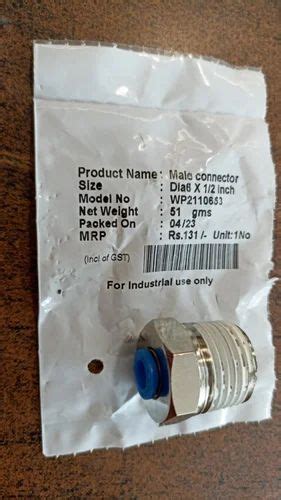 Product Name : Male connector
Size : Dia6 X 1/2 Inch
Model No : WP2110653
Net Weight : 51 gms
Packed On : 04/23
MRP : Rs.131 /- Unit:1No
(Incl of GST)
For Industrial use only